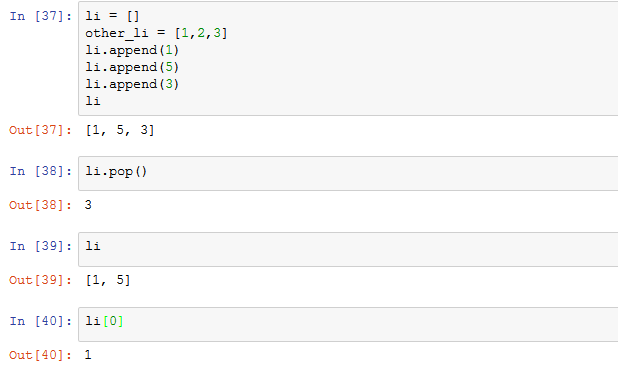 In [37]: li = []
other_li = [1,2,3]
li.append(1)
li.append(5)
li.append(3)
li
Out[37]: [1, 5, 3]
In [38]: li.pop()
Out[38]: 3
In [39]: li
Out[39]: [1, 5]
In [40]: li[0]
Out[40]: 1